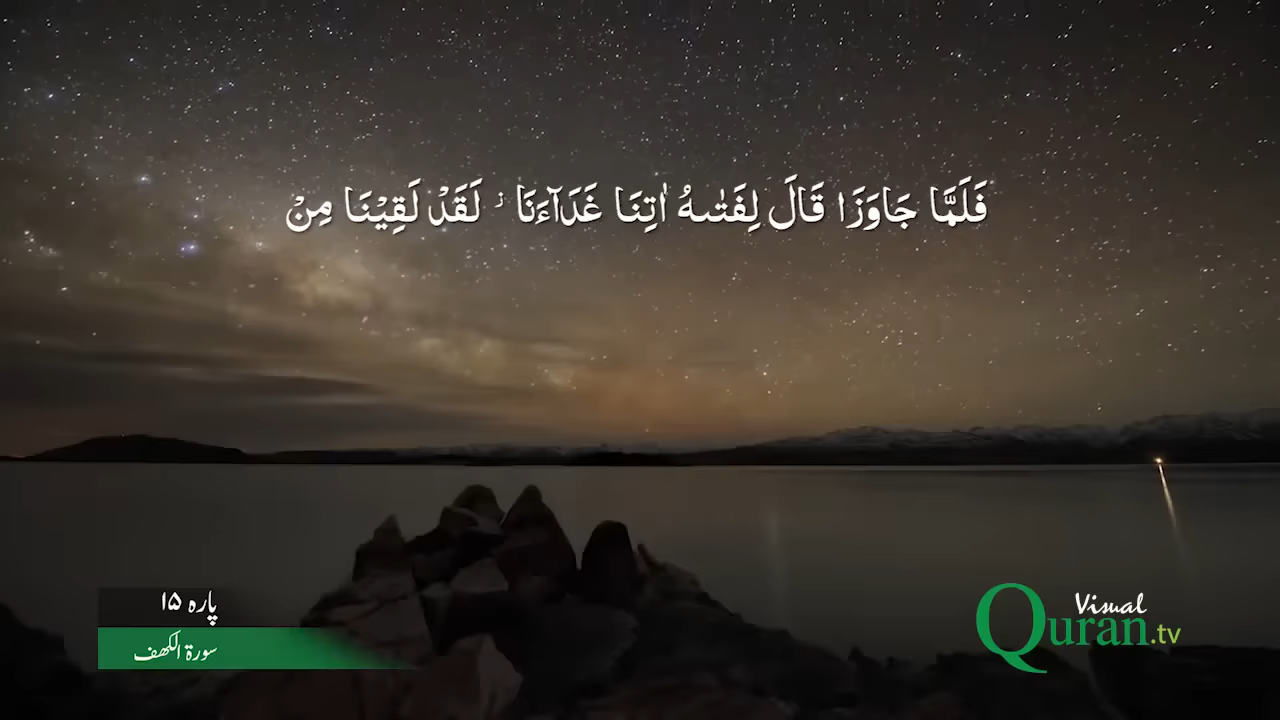 فَلَمَّا جَاوَزَا قَالَ لِفَتٰىهُ اٰتِنَا غَدَآءَنَا ۫ لَقَدْ لَقِيْنَا مِنْ
پارہ ۱۵
سورۃ الکھف
Visual
Quran.tv